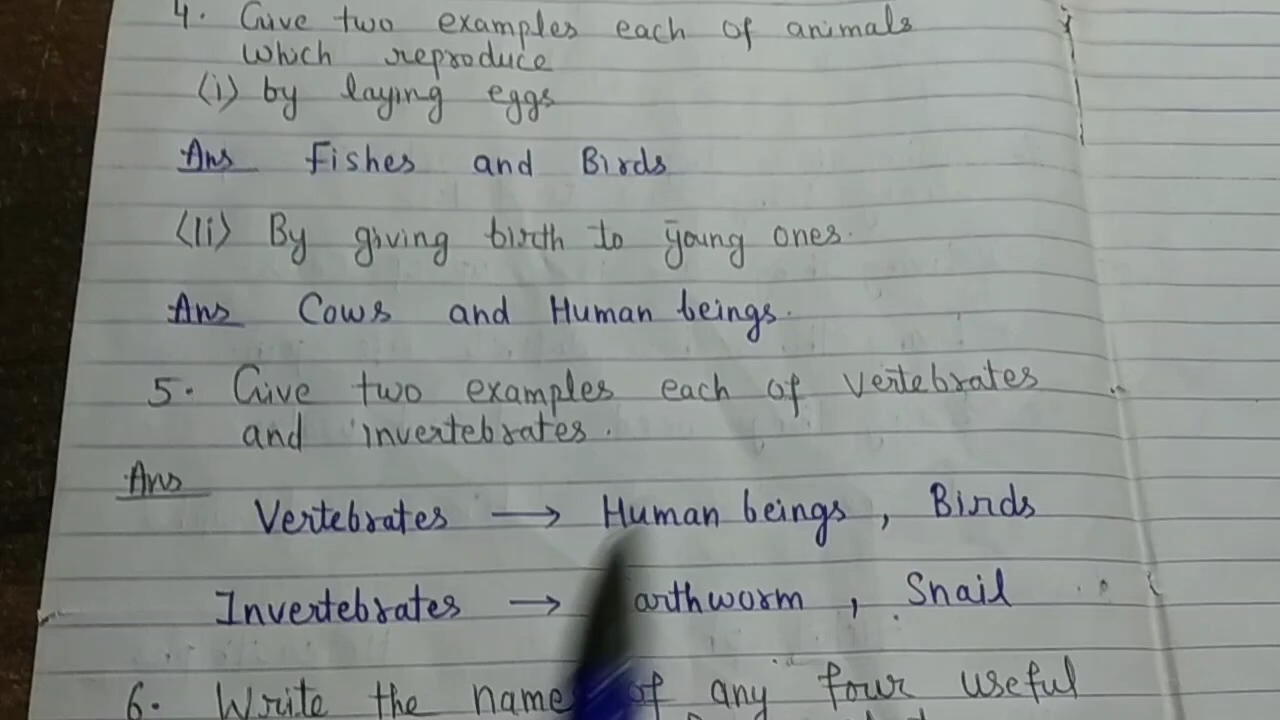 4. Give two examples each of animals
which reproduce
(i) by laying eggs
Ans Fishes and Birds
(ii) By giving birth to young ones.
Ans Cows and Human beings.
5. Give two examples each of vertebrates
and invertebrates.
Ans
Vertebrates → Human beings , Birds
Invertebrates → arthworm , Snail
6. Write the name of any four useful